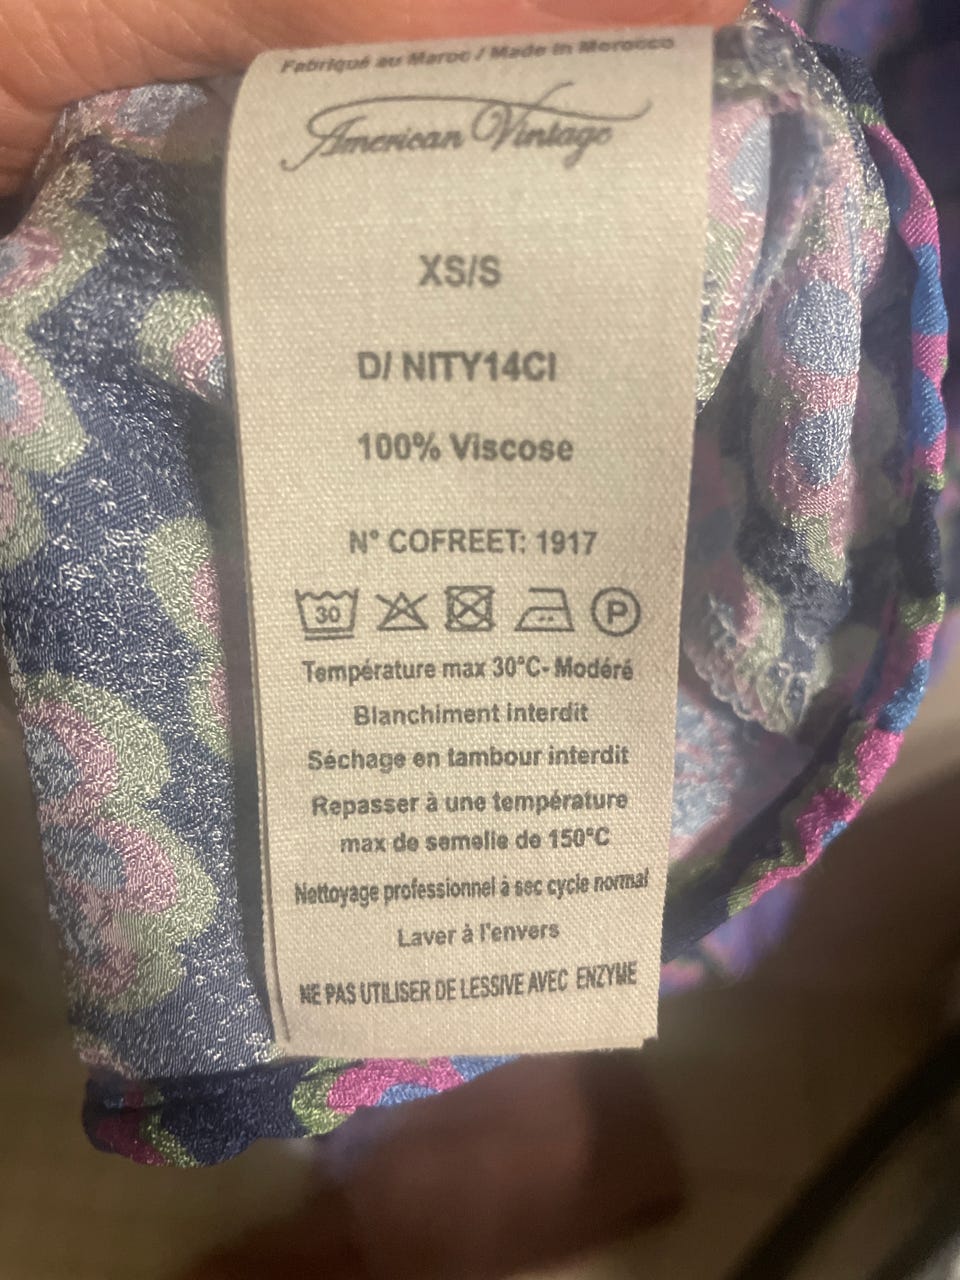 Fabriqué au Maroc / Made in Morocco
American Vintage
XS/S
D/ NITY14CI
100% Viscose
N° COFREET: 1917
30 P
Température max 30°C- Modéré
Blanchiment interdit
Séchage en tambour interdit
Repasser à une température
max de semelle de 150°C
Nettoyage professionnel à sec cycle normal
Laver à l'envers
NE PAS UTILISER DE LESSIVE AVEC ENZYME